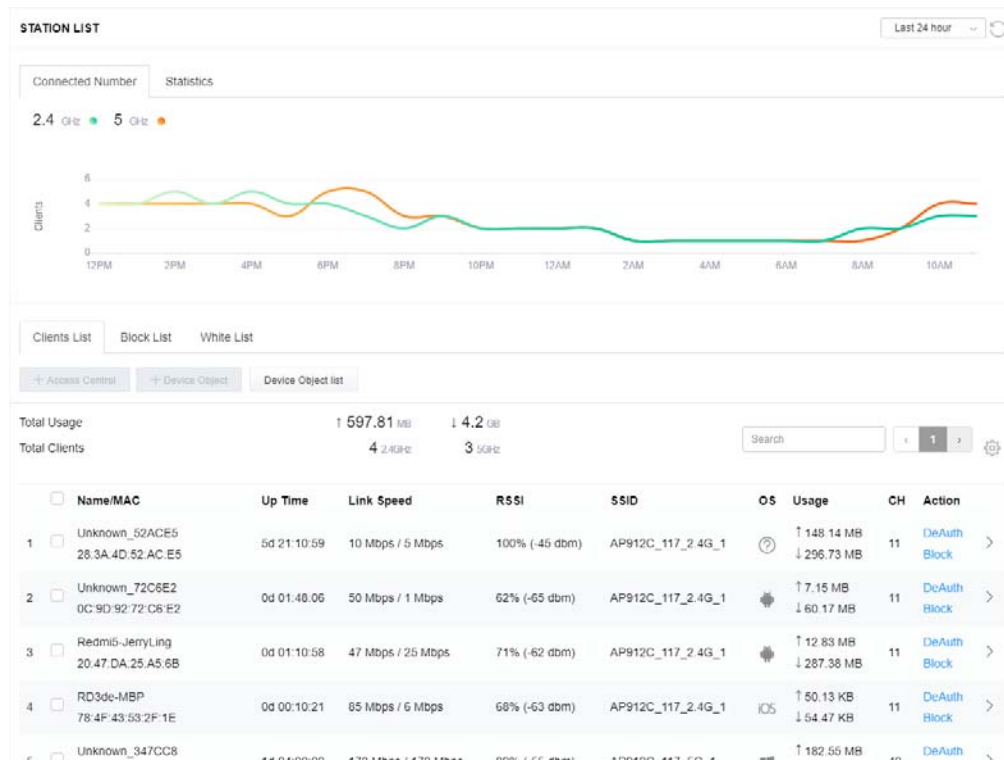 STATION LIST
Last 24 hour
Connected Number Statistics
2.4 GHz 5 GHz
Clients
6
4
2
0
12PM 2PM 4PM 6PM 8PM 10PM 12AM 2AM 4AM 6AM 8AM 10AM
Clients List Block List White List
+ Access Control + Device Object Device Object list
Total Usage ↑ 597.81 MB ↓ 4.2 GB
Total Clients 4 2.4GHz 3 5GHz
Search ‹ 1 ›
Name/MAC Up Time Link Speed RSSI SSID OS Usage CH Action
1 Unknown_52ACE5 5d 21:10:59 10 Mbps / 5 Mbps 100% (-45 dbm) AP912C_117_2.4G_1 ↑ 148.14 MB 11 DeAuth
28:3A:4D:52:AC:E5 ↓ 296.73 MB Block
2 Unknown_72C6E2 0d 01:48:06 50 Mbps / 1 Mbps 62% (-65 dbm) AP912C_117_2.4G_1 ↑ 7.15 MB 11 DeAuth
0C:9D:92:72:C6:E2 ↓ 60.17 MB Block
3 Redmi5-JerryLing 0d 01:10:58 47 Mbps / 25 Mbps 71% (-62 dbm) AP912C_117_2.4G_1 ↑ 12.83 MB 11 DeAuth
20:47:DA:25:A5:6B ↓ 287.38 MB Block
4 RD3de-MBP 0d 00:10:21 85 Mbps / 6 Mbps 68% (-63 dbm) AP912C_117_2.4G_1 iOS ↑ 50.13 KB 11 DeAuth
78:4F:43:53:2F:1E ↓ 54.47 KB Block
Unknown_347CC8 ↑ 182.55 MB DeAuth